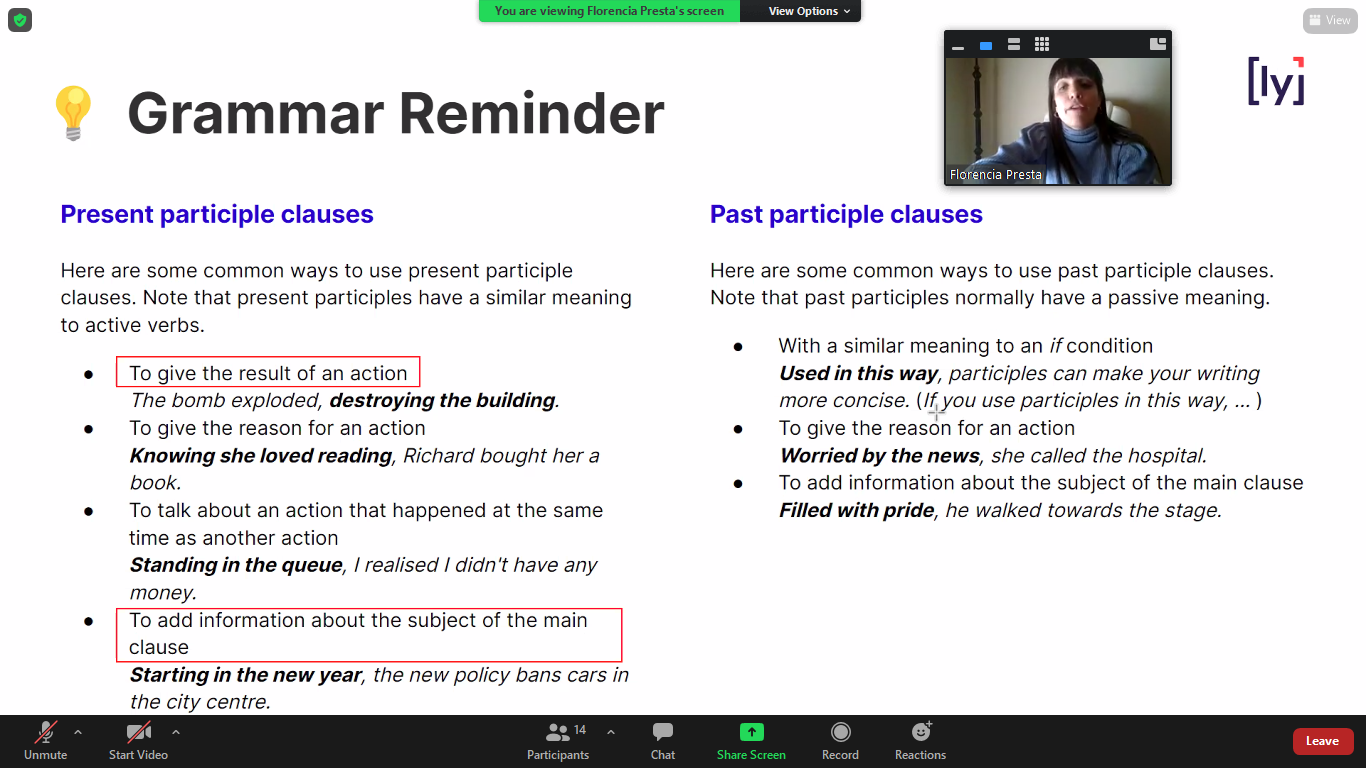 You are viewing Florencia Presta's screen
View Options
View
[ly]
Grammar Reminder
Florencia Presta
Present participle clauses
Here are some common ways to use present participle
clauses. Note that present participles have a similar meaning
to active verbs.
● To give the result of an action
The bomb exploded, destroying the building.
● To give the reason for an action
Knowing she loved reading, Richard bought her a
book.
● To talk about an action that happened at the same
time as another action
Standing in the queue, I realised I didn't have any
money.
● To add information about the subject of the main
clause
Starting in the new year, the new policy bans cars in
the city centre.
Past participle clauses
Here are some common ways to use past participle clauses.
Note that past participles normally have a passive meaning.
● With a similar meaning to an if condition
Used in this way, participles can make your writing
more concise. (If you use participles in this way, ... )
● To give the reason for an action
Worried by the news, she called the hospital.
● To add information about the subject of the main clause
Filled with pride, he walked towards the stage.
Unmute
Start Video
Participants
14
Chat
Share Screen
Record
Reactions
Leave